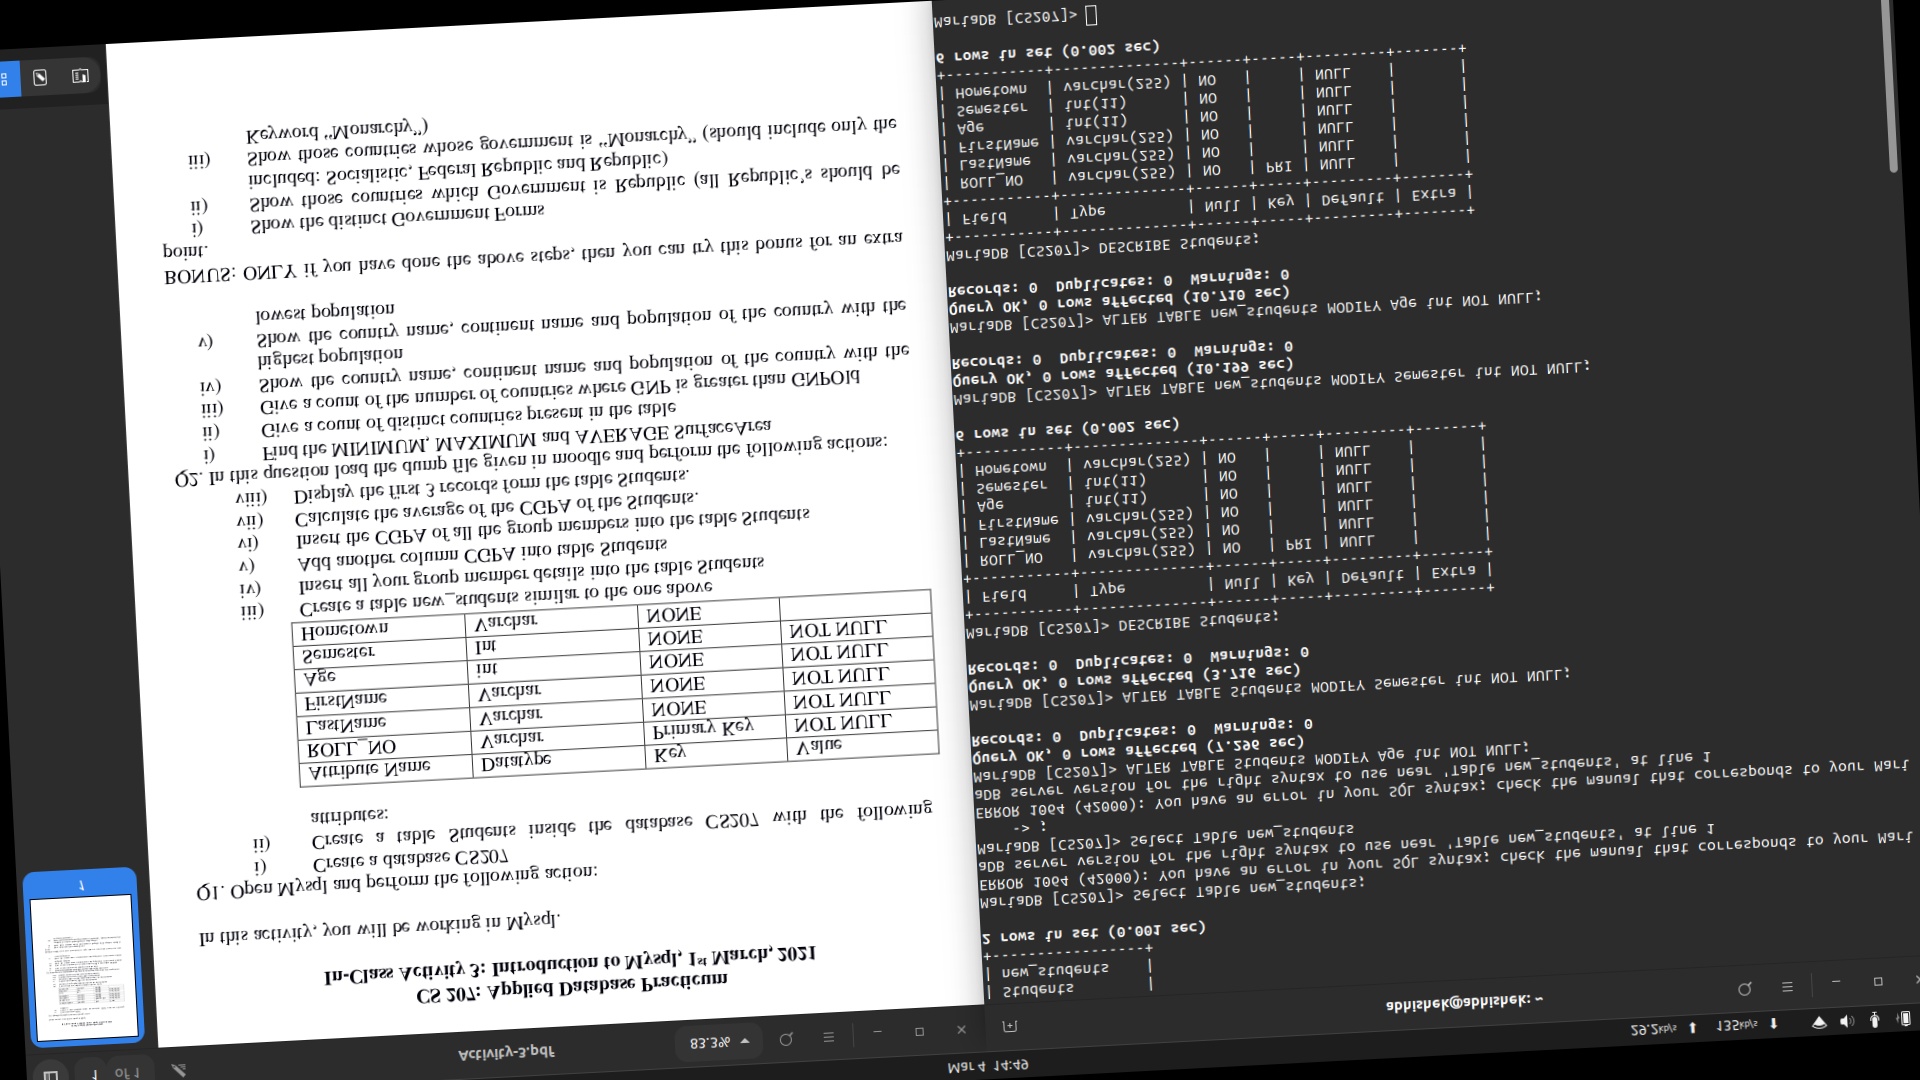 Mar 4 14:49
29.2kb/s
135kb/s
1
of 1
Activity-3.pdf
83.3%
1
CS 207: Applied Database Practicum
In-Class Activity 3: Introduction to Mysql, 1st March, 2021
In this activity, you will be working in Mysql.
Q1. Open Mysql and perform the following action:
i) Create a database CS207
ii) Create a table Students inside the database CS207 with the following
attributes:
Attribute Name Datatype Key Value
ROLL_NO Varchar Primary Key NOT NULL
LastName Varchar NONE NOT NULL
FirstName Varchar NONE NOT NULL
Age int NONE NOT NULL
Semester Int NONE NOT NULL
Hometown Varchar NONE
iii) Create a table new_students similar to the one above
iv) Insert all your group member details into the table Students
v) Add another column CGPA into table Students
vi) Insert the CGPA of all the group members into the table Students
vii) Calculate the average of the CGPA of the Students.
viii) Display the first 3 records form the table Students.
Q2. In this question load the dump file given in moodle and perform the following actions:
i) Find the MINIMUM, MAXIMUM and AVERAGE SurfaceArea
ii) Give a count of distinct countries present in the table
iii) Give a count of the number of countries where GNP is greater than GNPOld
iv) Show the country name, continent name and population of the country with the
highest population
v) Show the country name, continent name and population of the country with the
lowest population
BONUS: ONLY if you have done the above steps, then you can try this bonus for an extra
point.
i) Show the distinct Government Forms
ii) Show those countries which Government is Republic (all Republic's should be
included: Socialistic, Federal Republic and Republic)
iii) Show those countries whose government is "Monarchy" (should include only the
Keyword "Monarchy")
abhishek@abhishek: ~
| Students        |
| new_students    |
+-----------------+
2 rows in set (0.001 sec)
MariaDB [CS207]> Select Table new_students;
ERROR 1064 (42000): You have an error in your SQL syntax; check the manual that corresponds to your Mari
aDB server version for the right syntax to use near 'Table new_students' at line 1
MariaDB [CS207]> select Table new_students
    -> ;
ERROR 1064 (42000): You have an error in your SQL syntax; check the manual that corresponds to your Mari
aDB server version for the right syntax to use near 'Table new_students' at line 1
MariaDB [CS207]> ALTER TABLE Students MODIFY Age int NOT NULL;
Query OK, 0 rows affected (7.296 sec)
Records: 0  Duplicates: 0  Warnings: 0
MariaDB [CS207]> ALTER TABLE Students MODIFY Semester int NOT NULL;
Query OK, 0 rows affected (3.716 sec)
Records: 0  Duplicates: 0  Warnings: 0
MariaDB [CS207]> DESCRIBE Students;
+-----------+--------------+------+-----+---------+-------+
| Field     | Type         | Null | Key | Default | Extra |
+-----------+--------------+------+-----+---------+-------+
| ROLL_NO   | varchar(255) | NO   | PRI | NULL    |       |
| LastName  | varchar(255) | NO   |     | NULL    |       |
| FirstName | varchar(255) | NO   |     | NULL    |       |
| Age       | int(11)      | NO   |     | NULL    |       |
| Semester  | int(11)      | NO   |     | NULL    |       |
| Hometown  | varchar(255) | NO   |     | NULL    |       |
+-----------+--------------+------+-----+---------+-------+
6 rows in set (0.002 sec)
MariaDB [CS207]> ALTER TABLE new_students MODIFY Semester int NOT NULL;
Query OK, 0 rows affected (10.199 sec)
Records: 0  Duplicates: 0  Warnings: 0
MariaDB [CS207]> ALTER TABLE new_students MODIFY Age int NOT NULL;
Query OK, 0 rows affected (10.710 sec)
Records: 0  Duplicates: 0  Warnings: 0
MariaDB [CS207]> DESCRIBE Students;
+-----------+--------------+------+-----+---------+-------+
| Field     | Type         | Null | Key | Default | Extra |
+-----------+--------------+------+-----+---------+-------+
| ROLL_NO   | varchar(255) | NO   | PRI | NULL    |       |
| LastName  | varchar(255) | NO   |     | NULL    |       |
| FirstName | varchar(255) | NO   |     | NULL    |       |
| Age       | int(11)      | NO   |     | NULL    |       |
| Semester  | int(11)      | NO   |     | NULL    |       |
| Hometown  | varchar(255) | NO   |     | NULL    |       |
+-----------+--------------+------+-----+---------+-------+
6 rows in set (0.002 sec)
MariaDB [CS207]>